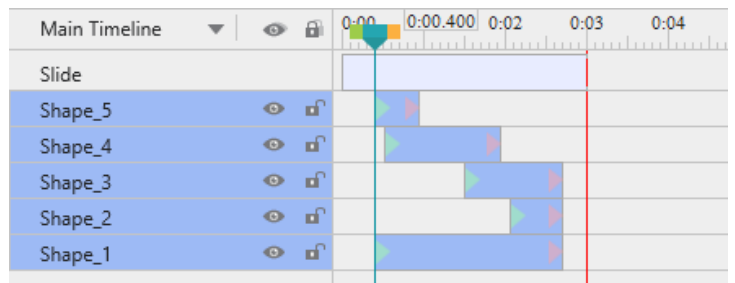 Main Timeline 0:00 0:00.400 0:02 0:03 0:04
Slide
Shape_5
Shape_4
Shape_3
Shape_2
Shape_1